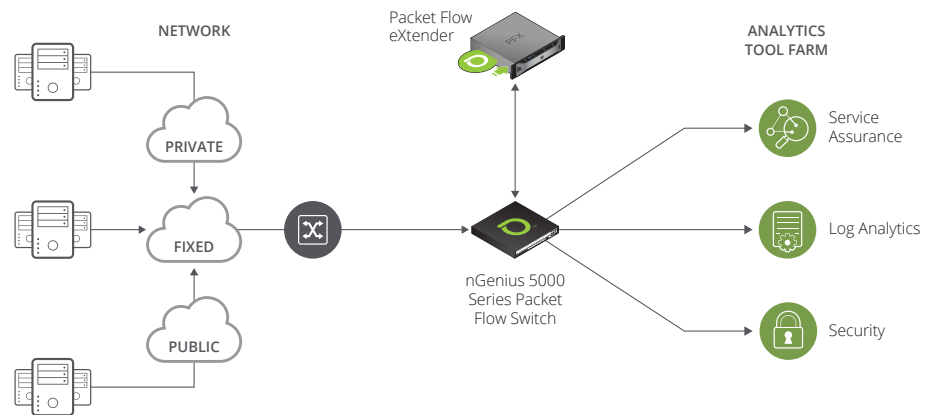 NETWORK
Packet Flow
eXtender
PFX
ANALYTICS
TOOL FARM
PRIVATE
FIXED
PUBLIC
nGenius 5000
Series Packet
Flow Switch
Service
Assurance
Log Analytics
Security